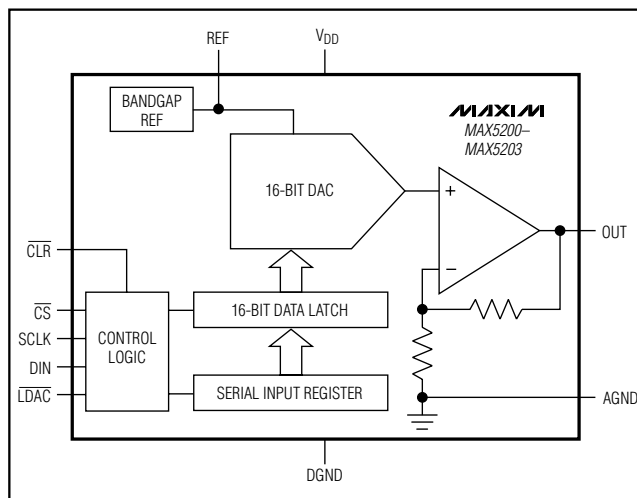 REF
VDD
BANDGAP
REF
MAXIM
MAX5200–
MAX5203
16-BIT DAC
+
OUT
CLR
−
CS
16-BIT DATA LATCH
SCLK
CONTROL
LOGIC
DIN
LDAC
SERIAL INPUT REGISTER
AGND
DGND